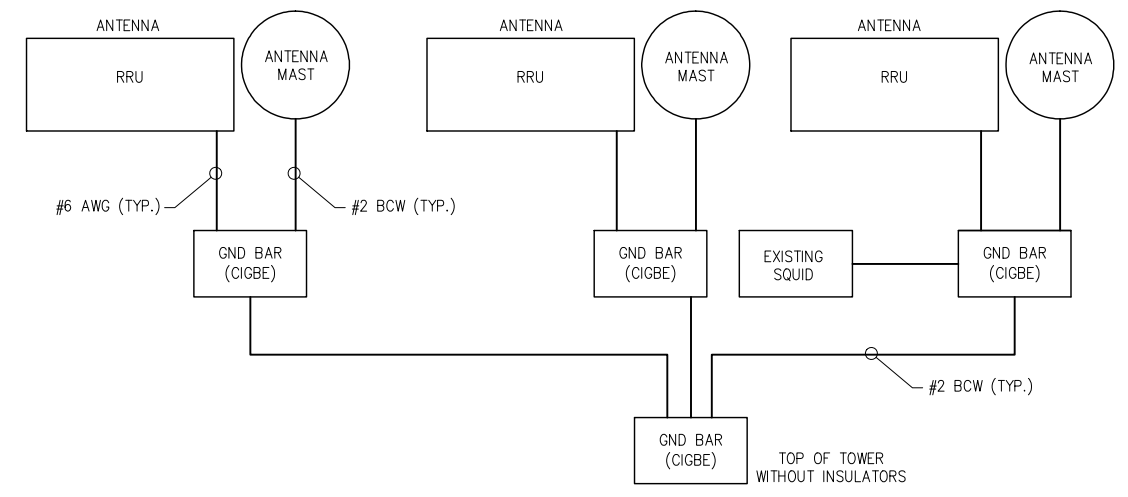 ANTENNA
RRU
ANTENNA
MAST
ANTENNA
RRU
ANTENNA
MAST
ANTENNA
RRU
ANTENNA
MAST
#6 AWG (TYP.)
#2 BCW (TYP.)
GND BAR
(CIGBE)
GND BAR
(CIGBE)
EXISTING
SQUID
GND BAR
(CIGBE)
#2 BCW (TYP.)
GND BAR
(CIGBE)
TOP OF TOWER
WITHOUT INSULATORS